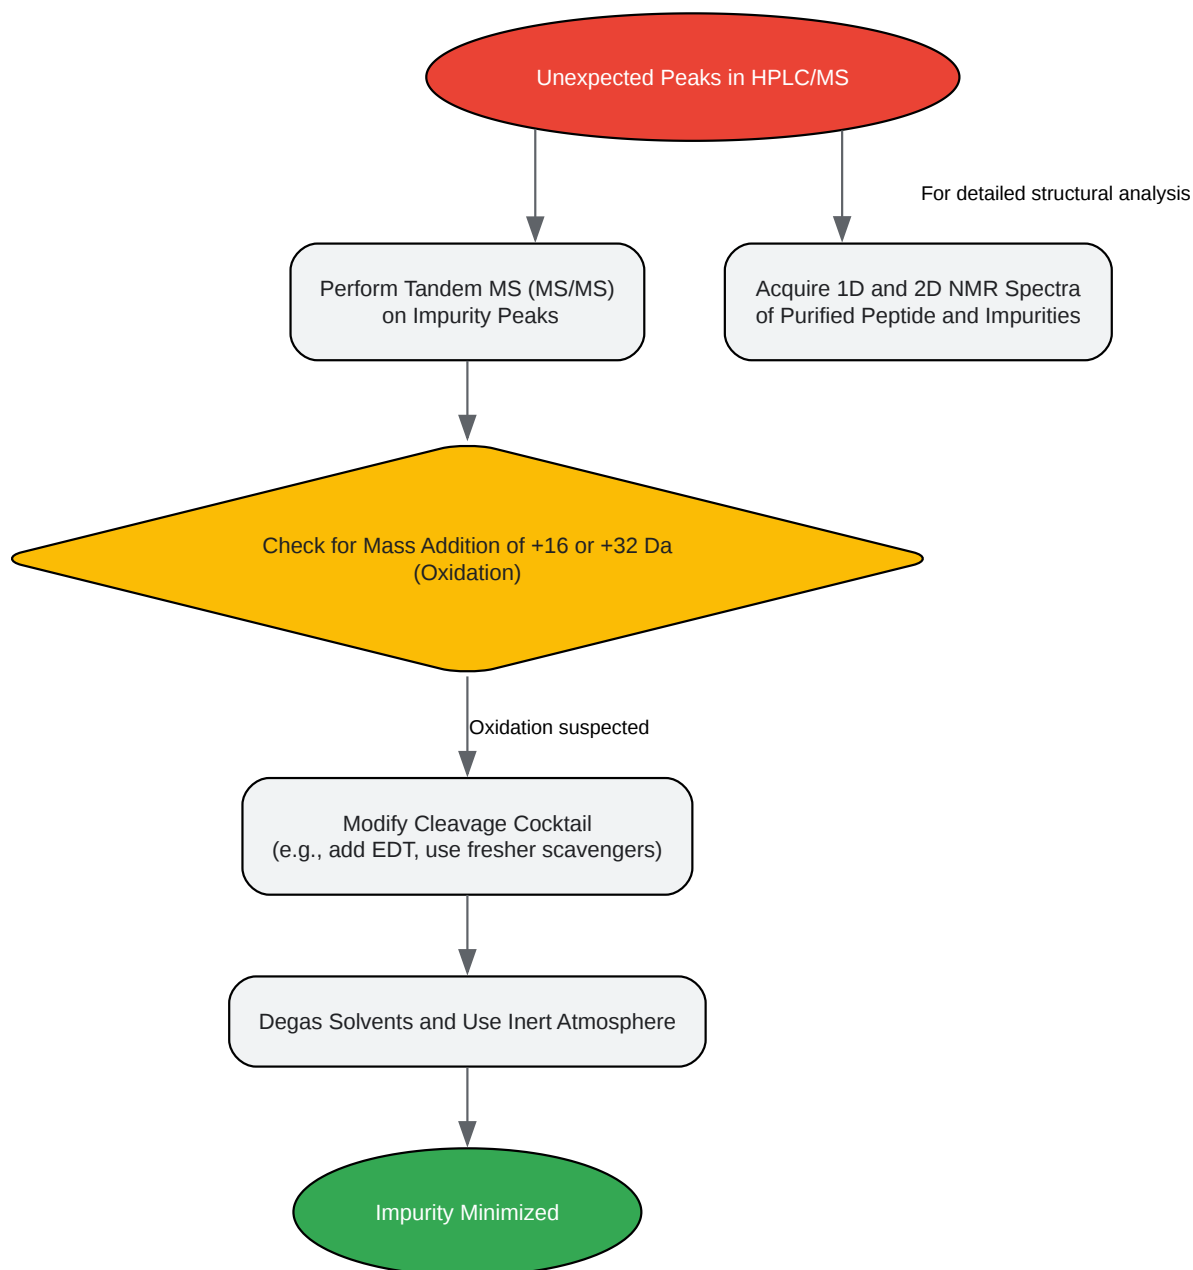 Unexpected Peaks in HPLC/MS
For detailed structural analysis
Perform Tandem MS (MS/MS)
on Impurity Peaks
Acquire 1D and 2D NMR Spectra
of Purified Peptide and Impurities
Check for Mass Addition of +16 or +32 Da
(Oxidation)
Oxidation suspected
Modify Cleavage Cocktail
(e.g., add EDT, use fresher scavengers)
Degas Solvents and Use Inert Atmosphere
Impurity Minimized